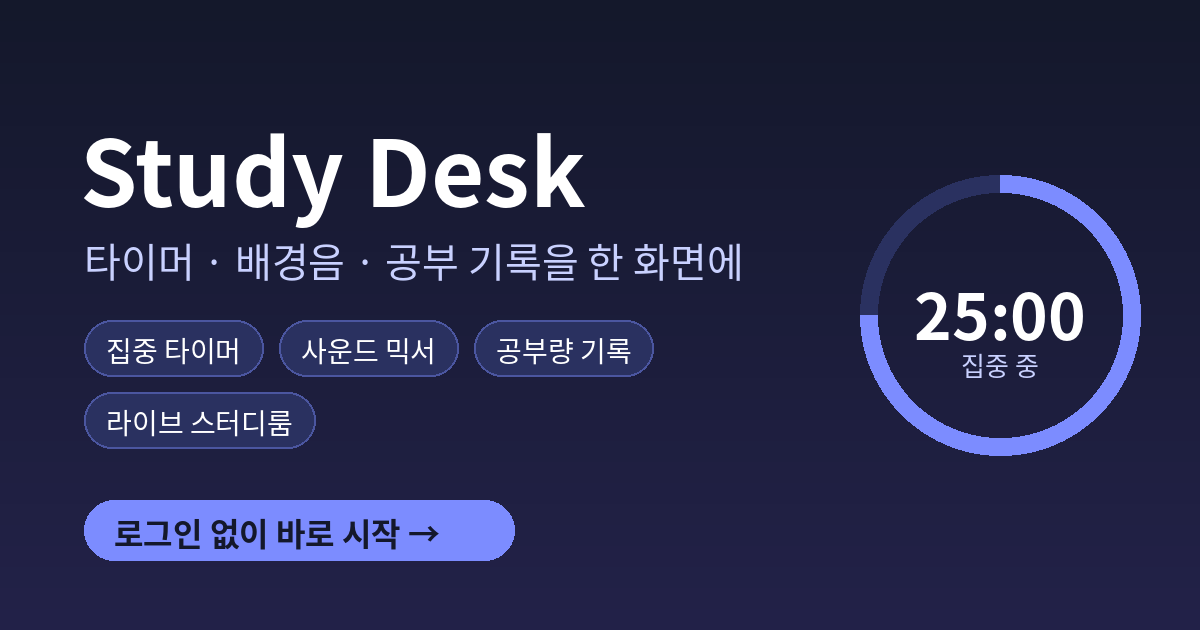 Study Desk
타이머 · 배경음 · 공부 기록을 한 화면에
집중 타이머
사운드 믹서
공부량 기록
라이브 스터디룸
로그인 없이 바로 시작 →
25:00
집중 중